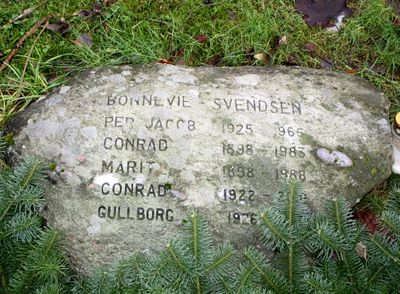 BONNEVIE - SVENDSEN
PER JACOB 1925 - 1965
CONRAD 1898 - 1983
MARIT 1898 - 1988
CONRAD 1922
GULLBORG 1926